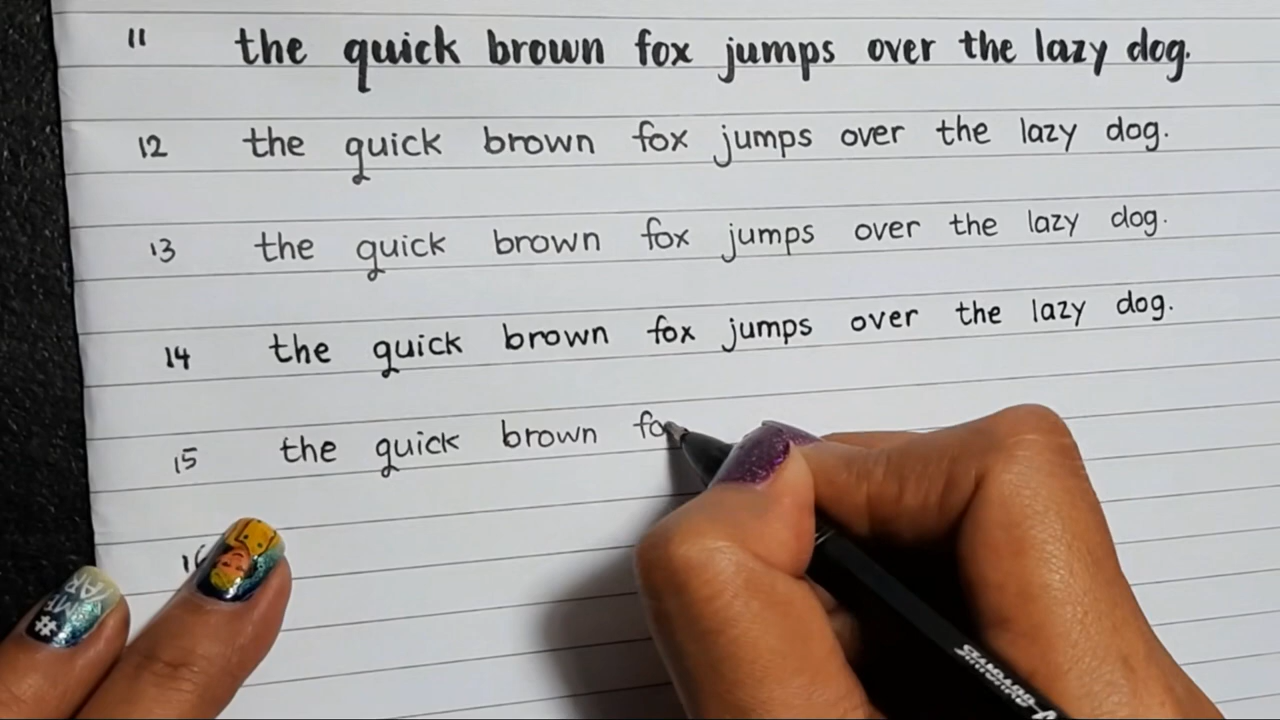 11 the quick brown fox jumps over the lazy dog.
12 the quick brown fox jumps over the lazy dog.
13 the quick brown fox jumps over the lazy dog.
14 the quick brown fox jumps over the lazy dog.
15 the quick brown fo
16